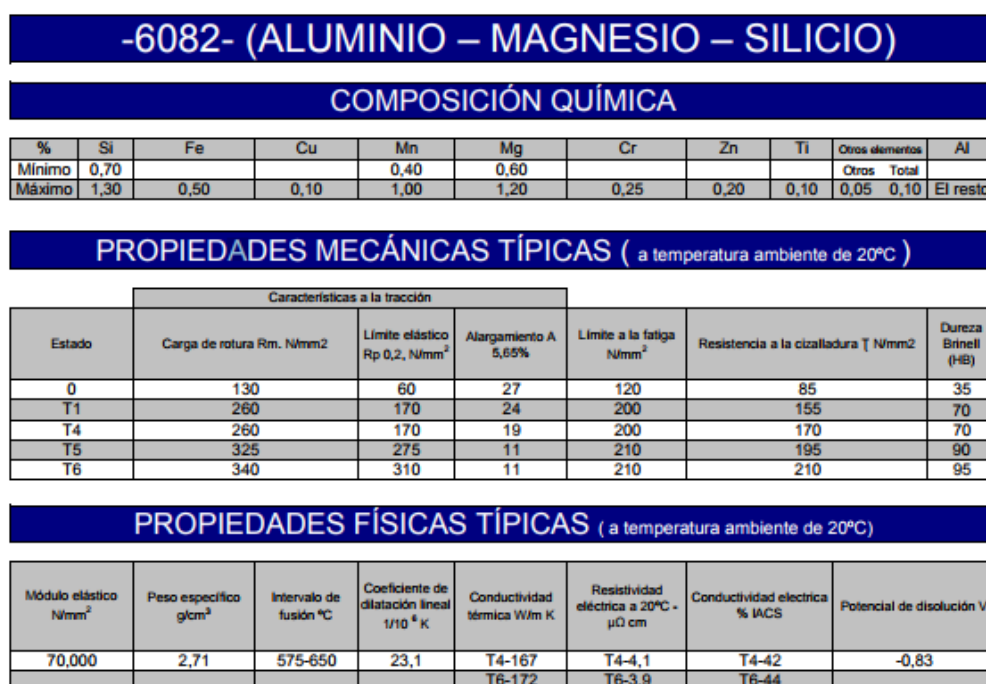 -6082- (ALUMINIO – MAGNESIO – SILICIO)
COMPOSICIÓN QUÍMICA
% Si Fe Cu Mn Mg Cr Zn Ti Otros elementos Al
Mínimo 0,70 0,40 0,60 Otros Total
Máximo 1,30 0,50 0,10 1,00 1,20 0,25 0,20 0,10 0,05 0,10 El resto
PROPIEDADES MECÁNICAS TÍPICAS ( a temperatura ambiente de 20ºC )
Características a la tracción
Estado Carga de rotura Rm. N/mm2 Límite elástico Rp 0,2, N/mm² Alargamiento A 5,65% Límite a la fatiga N/mm² Resistencia a la cizalladura Ʈ N/mm2 Dureza Brinell (HB)
0 130 60 27 120 85 35
T1 260 170 24 200 155 70
T4 260 170 19 200 170 70
T5 325 275 11 210 195 90
T6 340 310 11 210 210 95
PROPIEDADES FÍSICAS TÍPICAS ( a temperatura ambiente de 20ºC)
Módulo elástico N/mm² Peso específico g/cm³ Intervalo de fusión ºC Coeficiente de dilatación lineal 1/10⁶ K Conductividad térmica W/m K Resistividad eléctrica a 20ºC - µΩ cm Conductividad electrica % IACS Potencial de disolución V
70,000 2,71 575-650 23,1 T4-167 T4-4,1 T4-42 -0,83
T6-172 T6-3,9 T6-44